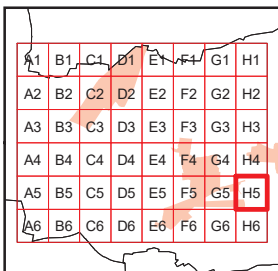 A1 B1 C1 D1 E1 F1 G1 H1
A2 B2 C2 D2 E2 F2 G2 H2
A3 B3 C3 D3 E3 F3 G3 H3
A4 B4 C4 D4 E4 F4 G4 H4
A5 B5 C5 D5 E5 F5 G5 H5
A6 B6 C6 D6 E6 F6 G6 H6